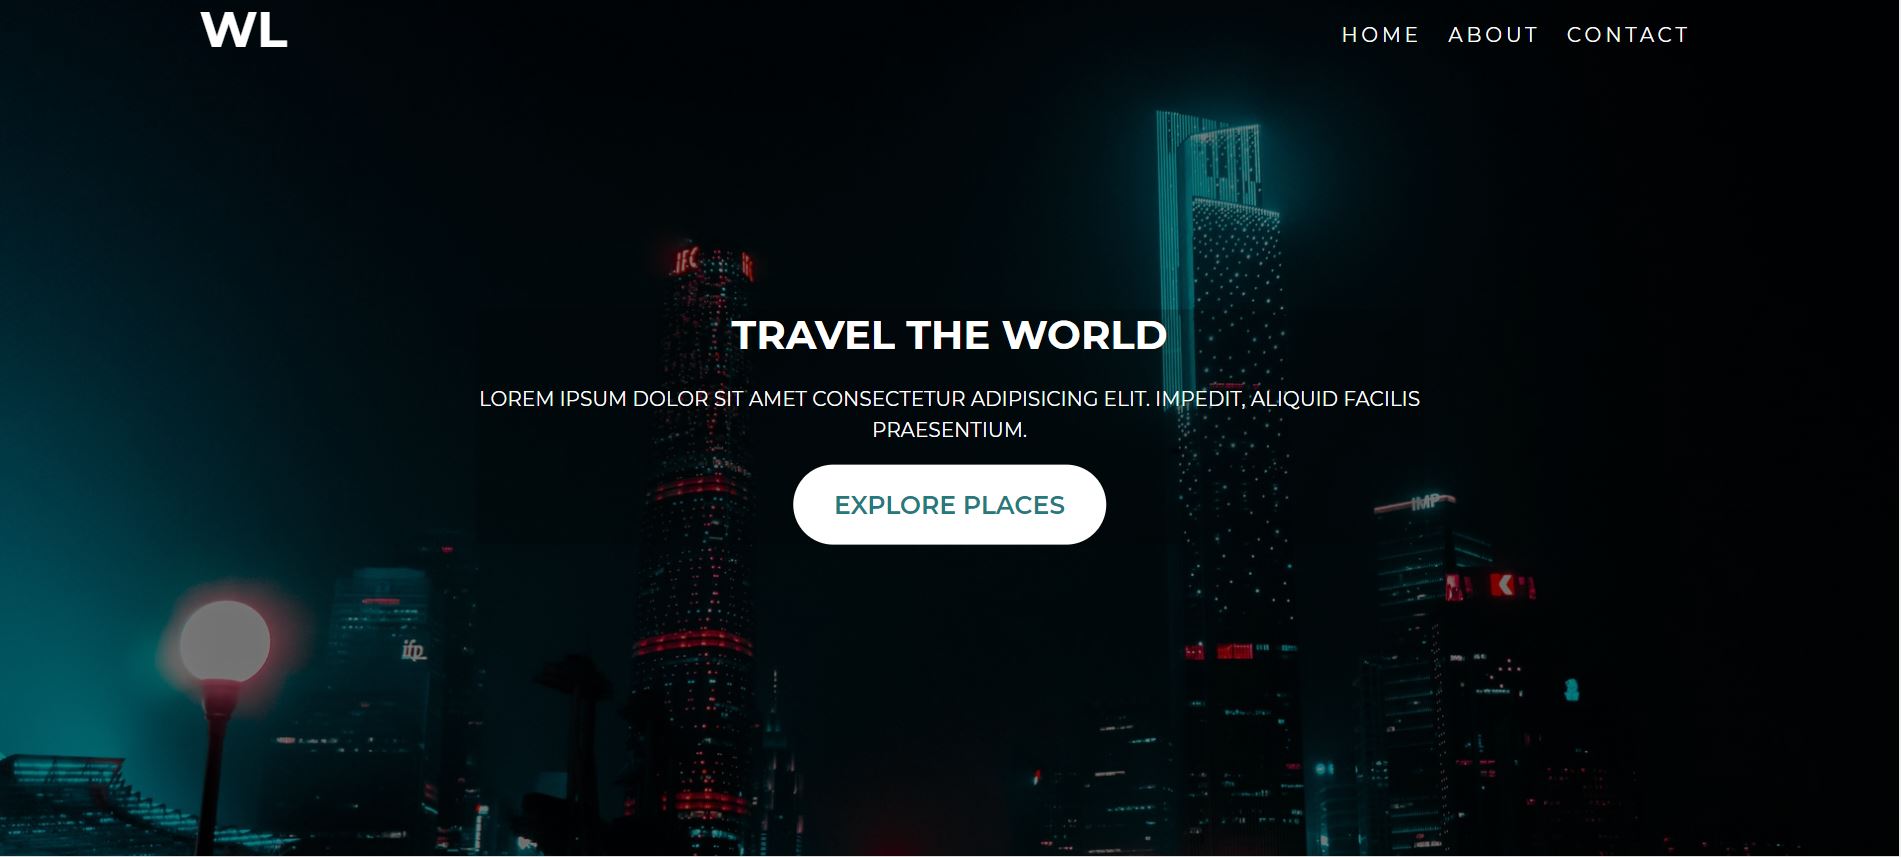 WL
HOME ABOUT CONTACT
IFC
TRAVEL THE WORLD
LOREM IPSUM DOLOR SIT AMET CONSECTETUR ADIPISICING ELIT. IMPEDIT, ALIQUID FACILIS
PRAESENTIUM.
EXPLORE PLACES
IMP
ifp